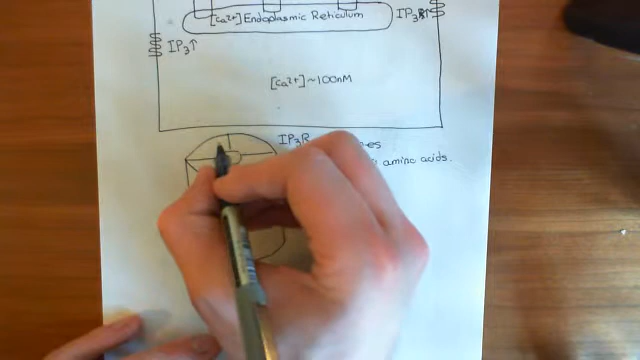 [Ca²⁺] Endoplasmic Reticulum
IP₃R↑
IP₃↑
[Ca²⁺] ~100nM
IP₃R
amino acids.